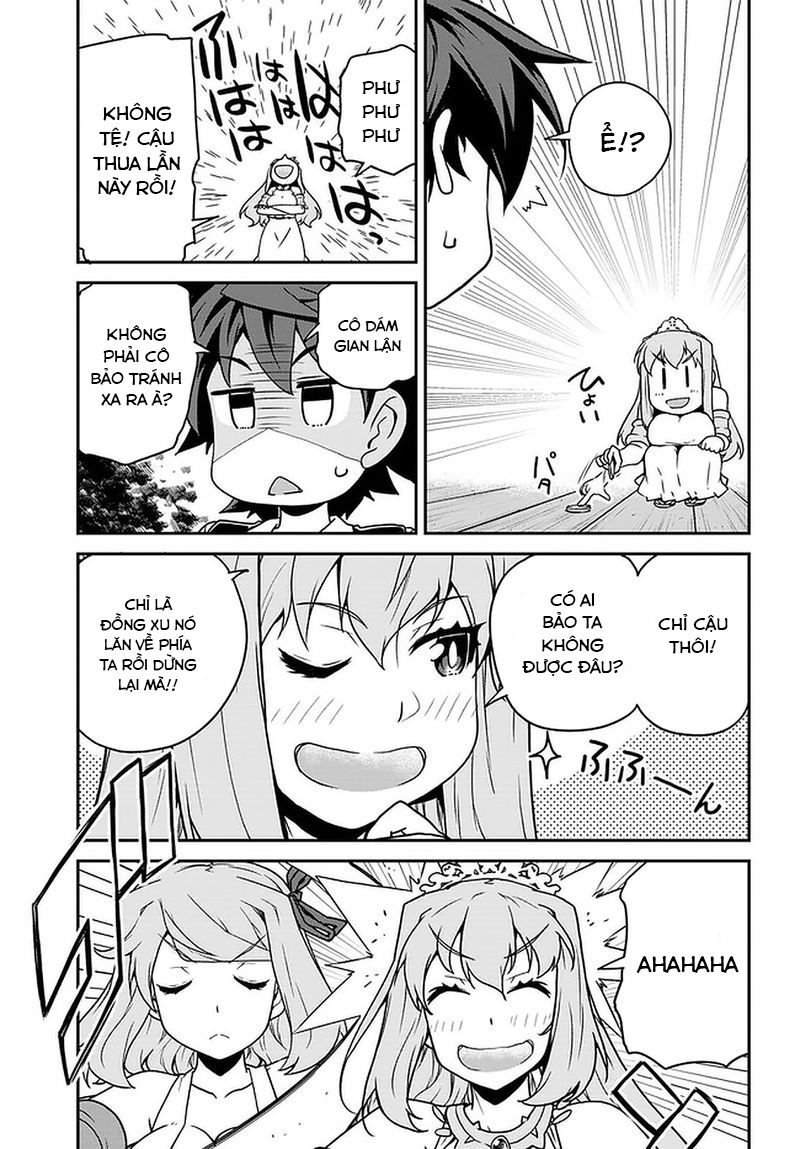 Ể!?
ひょい
パタ
PHƯ
PHƯ
PHƯ
ふはは
はは
はははっ
KHÔNG
TỆ! CẬU
THUA LẦN
NÀY RỒI!
CÔ DÁM
GIAN LẬN
KHÔNG
PHẢI CÔ
BẢO TRÁNH
XA RA À?
CHỈ CẬU
THÔI!
CÓ AI
BẢO TA
KHÔNG
ĐƯỢC ĐÂU?
CHỈ LÀ
ĐỒNG XU NÓ
LĂN VỀ PHÍA
TA RỒI DỪNG
LẠI MÀ!!
ふふーん
AHAHAHA